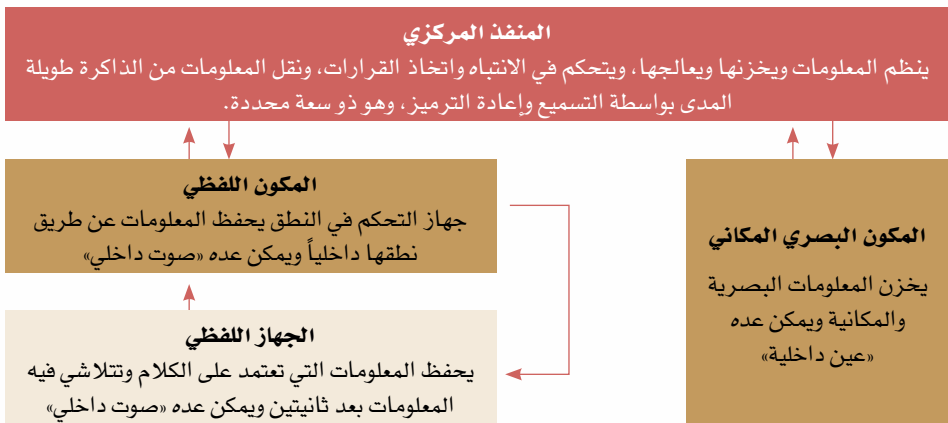 المنفذ المركزي
ينظم المعلومات ويخزنها ويعالجها، ويتحكم في الانتباه واتخاذ القرارات، ونقل المعلومات من الذاكرة طويلة
المدى بواسطة التسميع وإعادة الترميز، وهو ذو سعة محددة.
المكون البصري المكاني
يخزن المعلومات البصرية
والمكانية ويمكن عده
«عين داخلية»
المكون اللفظي
جهاز التحكم في النطق يحفظ المعلومات عن طريق
نطقها داخلياً ويمكن عده «صوت داخلي»
الجهاز اللفظي
يحفظ المعلومات التي تعتمد على الكلام وتتلاشي فيه
المعلومات بعد ثانيتين ويمكن عده «صوت داخلي»